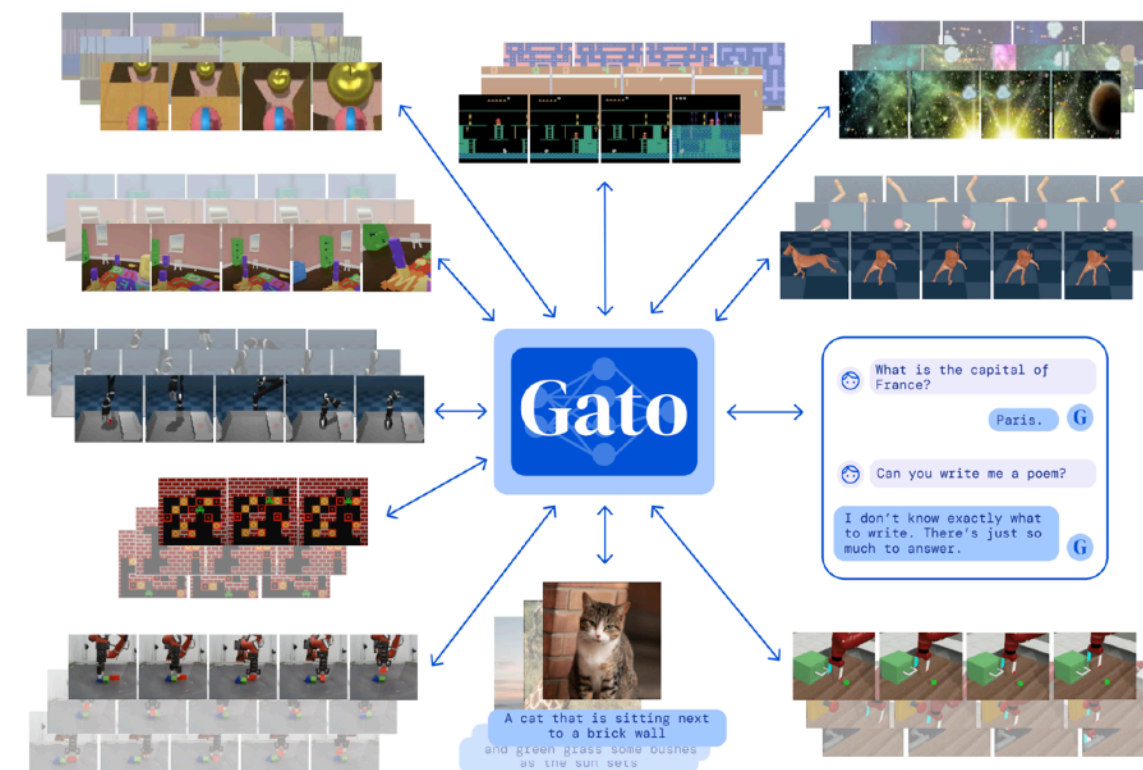 Gato
What is the capital of
France?
Paris.
G
Can you write me a poem?
I don't know exactly what
to write. There's just so
much to answer.
G
A cat that is sitting next
to a brick wall
and green grass some bushes
as the sun sets